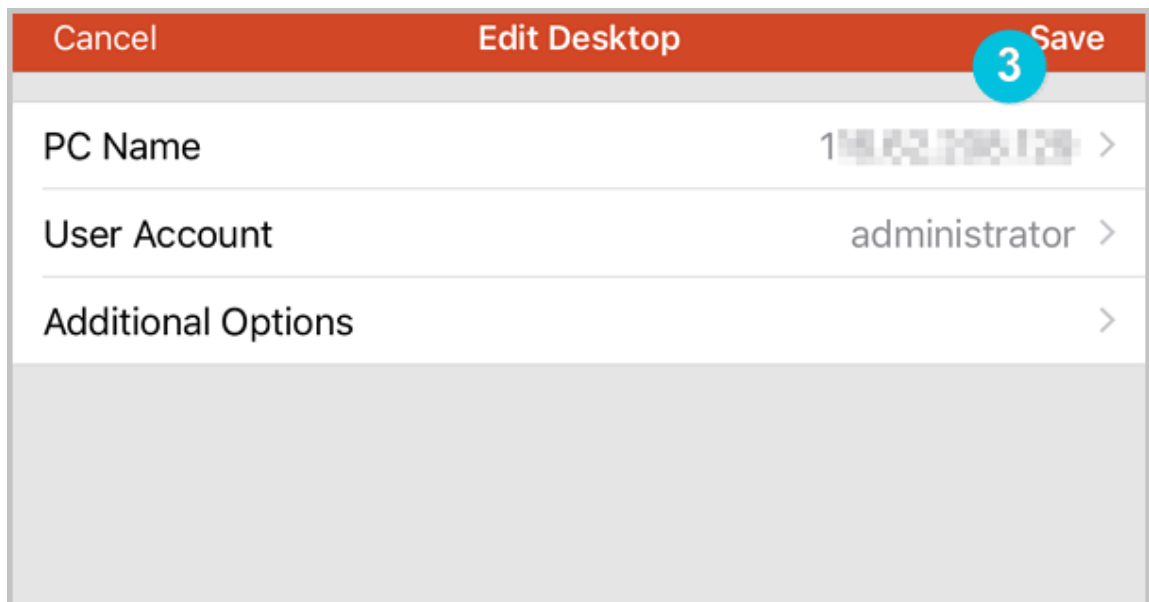 Cancel Edit Desktop Save
3
PC Name
User Account administrator
Additional Options